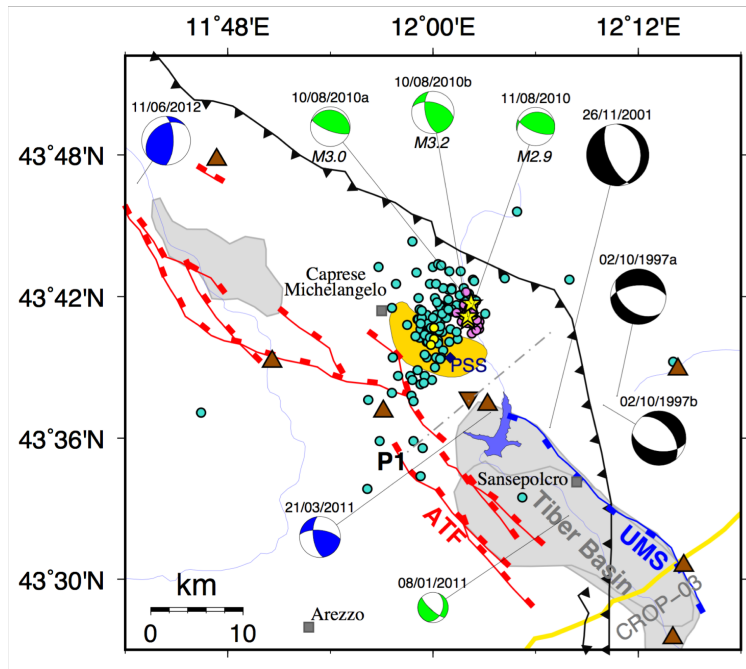 11°48'E
12°00'E
12°12'E
11/06/2012
10/08/2010a
10/08/2010b
11/08/2010
26/11/2001
M3.0
M3.2
M2.9
43°48'N
02/10/1997a
Caprese
Michelangelo
43°42'N
PSS
02/10/1997b
43°36'N
P1
Sansepolcro
21/03/2011
ATF
Tiber Basin
UMS
43°30'N
km
08/01/2011
CROP-03
0
10
Arezzo